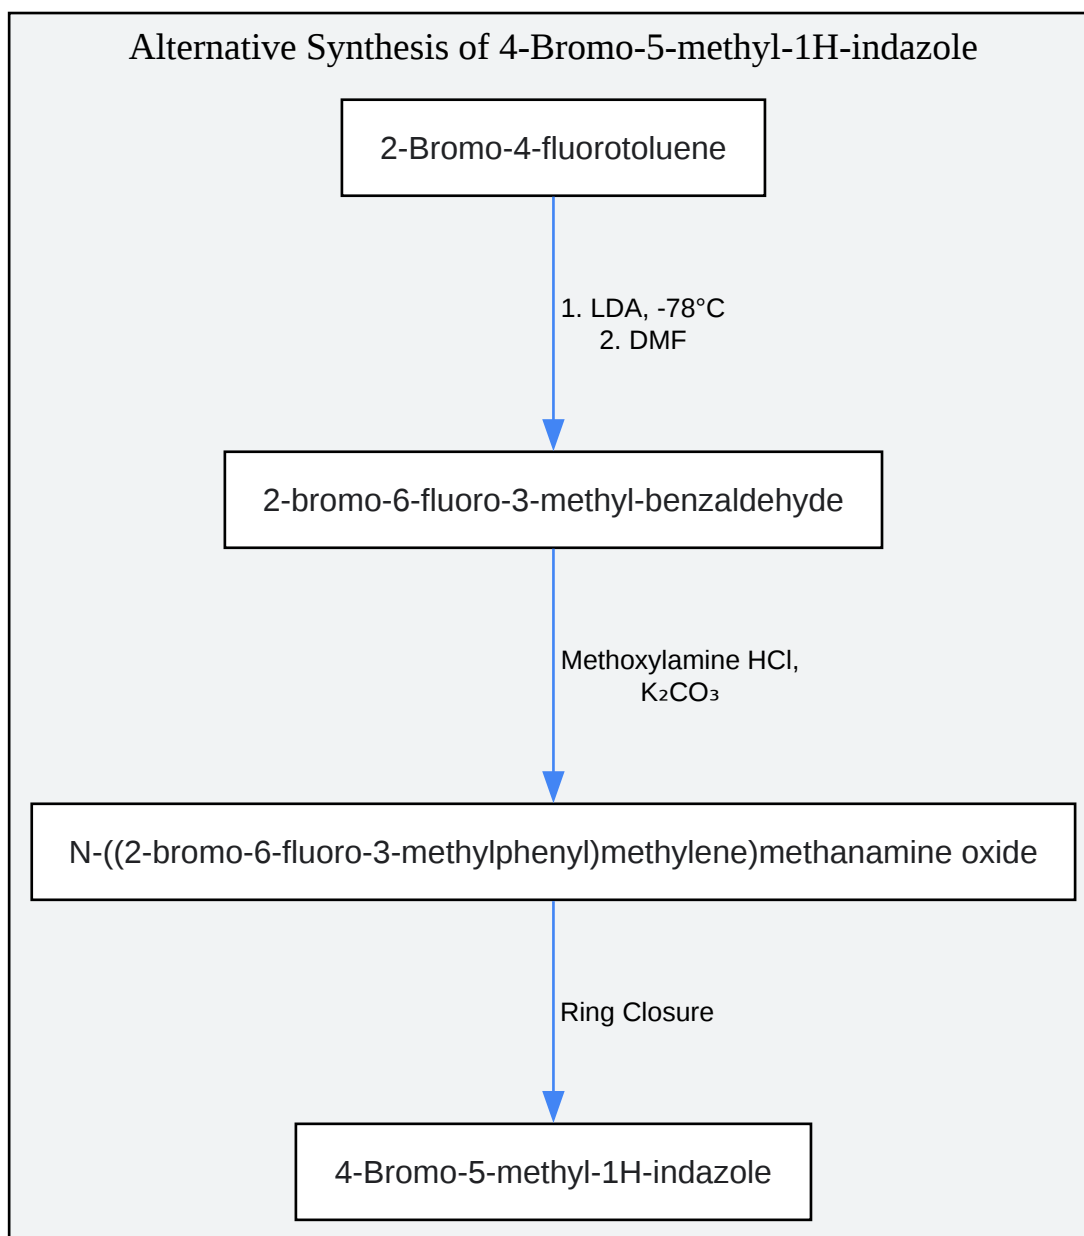 Alternative Synthesis of 4-Bromo-5-methyl-1H-indazole
2-Bromo-4-fluorotoluene
1. LDA, -78°C
2. DMF
2-bromo-6-fluoro-3-methyl-benzaldehyde
Methoxylamine HCl,
K₂CO₃
N-((2-bromo-6-fluoro-3-methylphenyl)methylene)methanamine oxide
Ring Closure
4-Bromo-5-methyl-1H-indazole